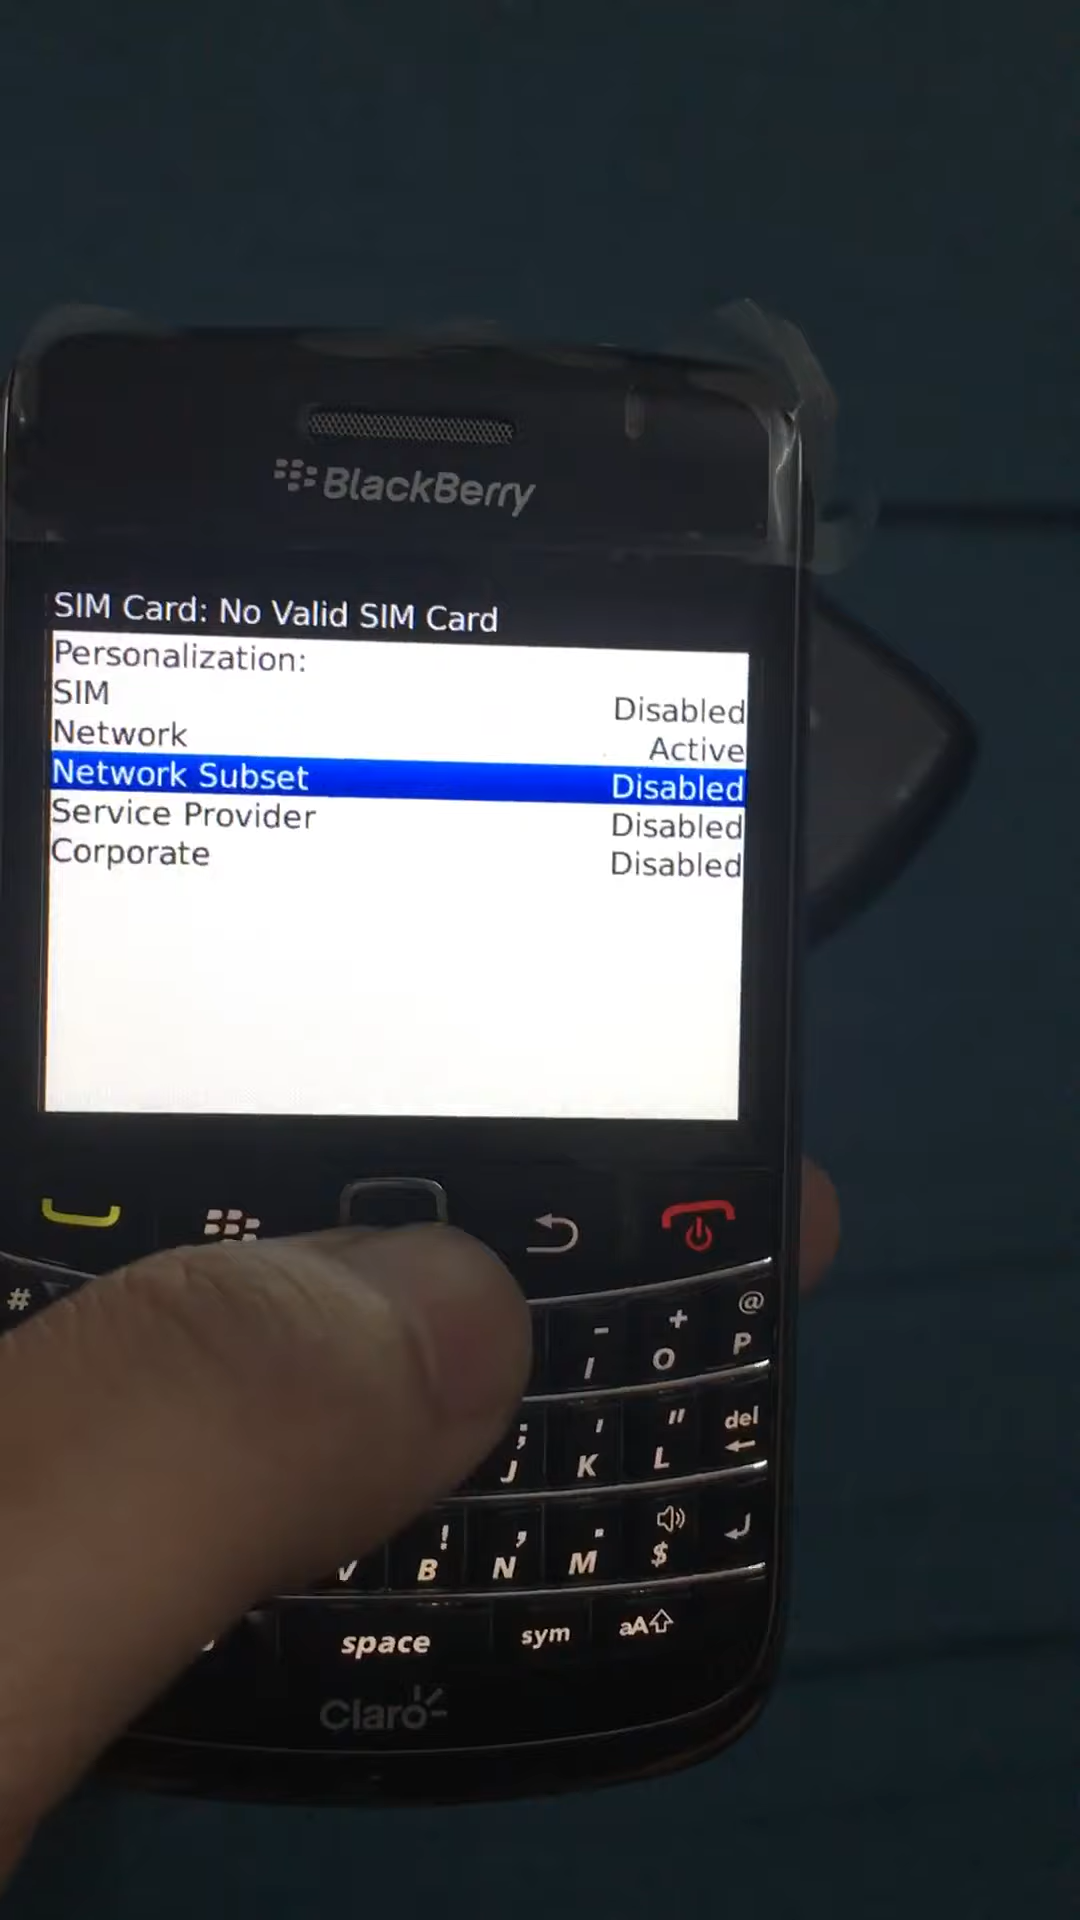 BlackBerry
SIM Card: No Valid SIM Card
Personalization:
SIM Disabled
Network Active
Network Subset Disabled
Service Provider Disabled
Corporate Disabled
#
- + @
I O P
; ' " del
J K L
! , .
V B N M $
space sym aA
Claro